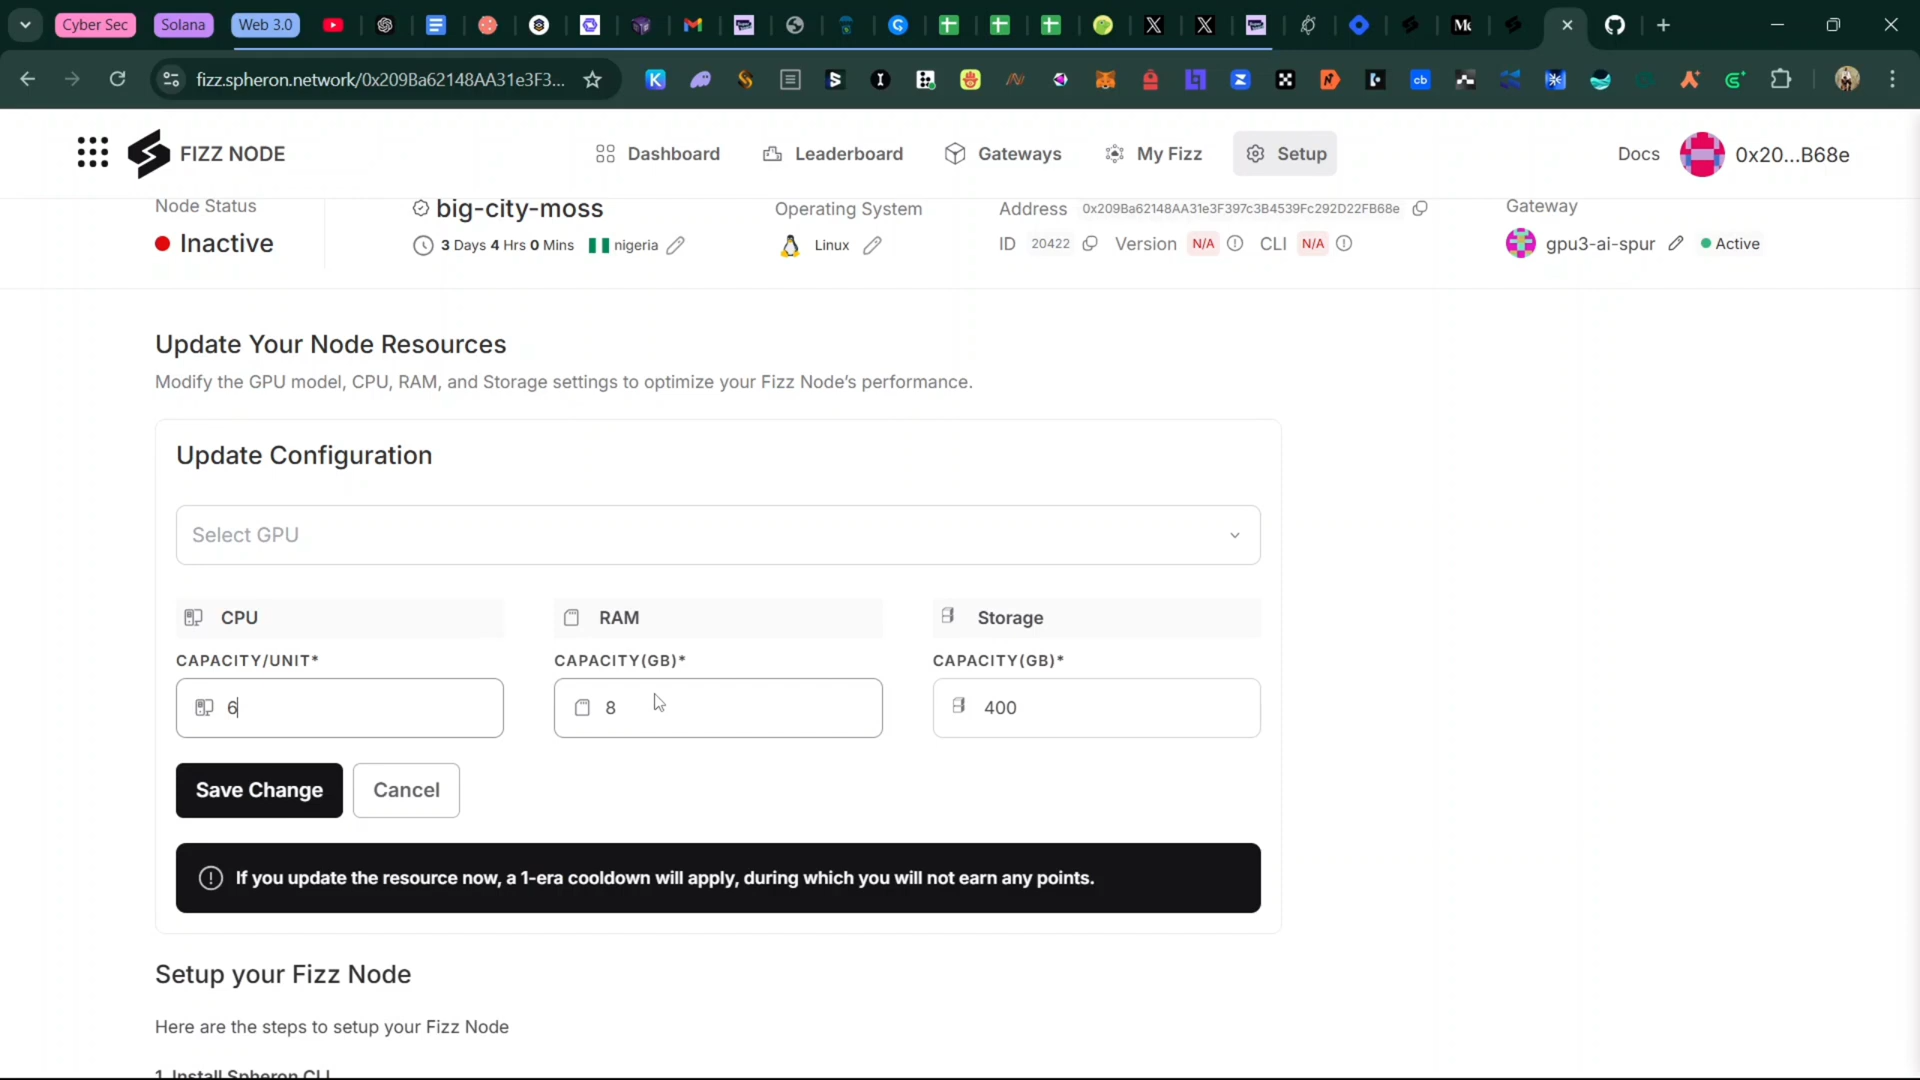 Cyber Sec
Solana
Web 3.0
fizz.spheron.network/0x209Ba62148AA31e3F3...
FIZZ NODE
Dashboard
Leaderboard
Gateways
My Fizz
Setup
Docs
0x20...B68e
Node Status
Inactive
big-city-moss
3 Days 4 Hrs 0 Mins
nigeria
Operating System
Linux
Address 0x209Ba62148AA31e3F397c3B4539Fc292D22FB68e
ID 20422 Version N/A CLI N/A
Gateway
gpu3-ai-spur Active
Update Your Node Resources
Modify the GPU model, CPU, RAM, and Storage settings to optimize your Fizz Node’s performance.
Update Configuration
Select GPU
CPU
RAM
Storage
CAPACITY/UNIT*
CAPACITY(GB)*
CAPACITY(GB)*
6
8
400
Save Change
Cancel
If you update the resource now, a 1-era cooldown will apply, during which you will not earn any points.
Setup your Fizz Node
Here are the steps to setup your Fizz Node
1. Install Spheron CLI